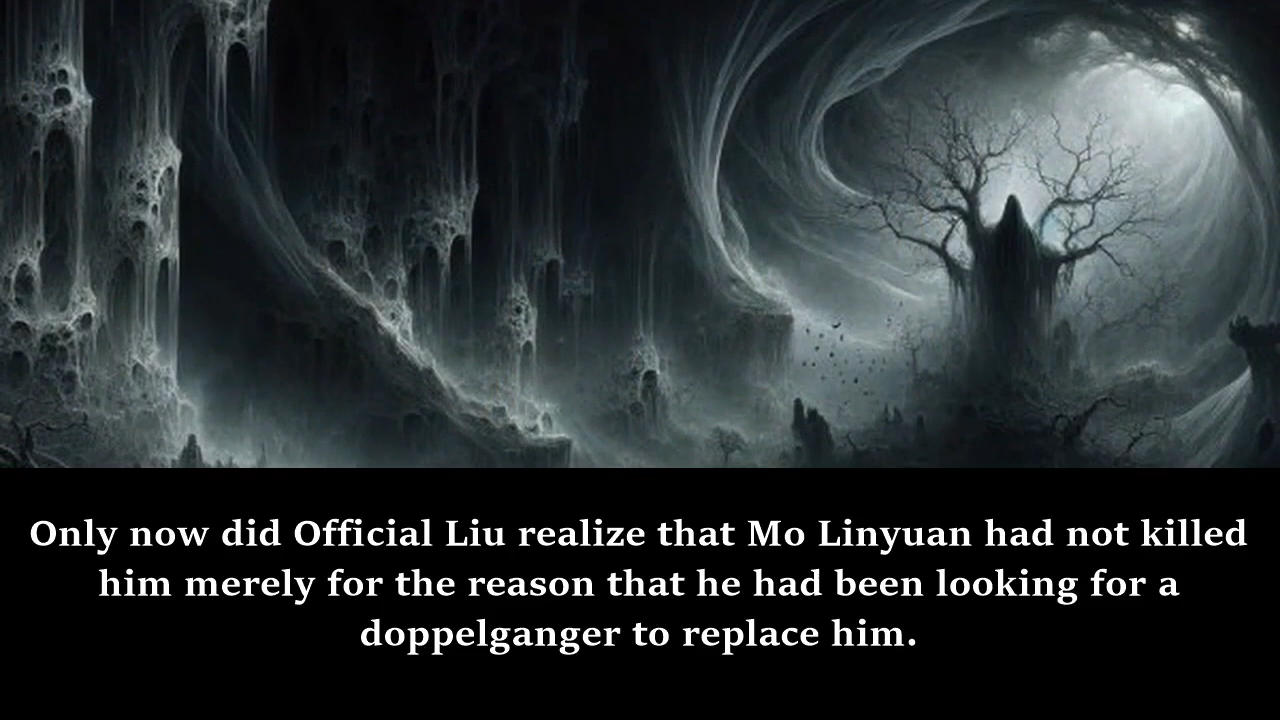 Only now did Official Liu realize that Mo Linyuan had not killed
him merely for the reason that he had been looking for a
doppelganger to replace him.